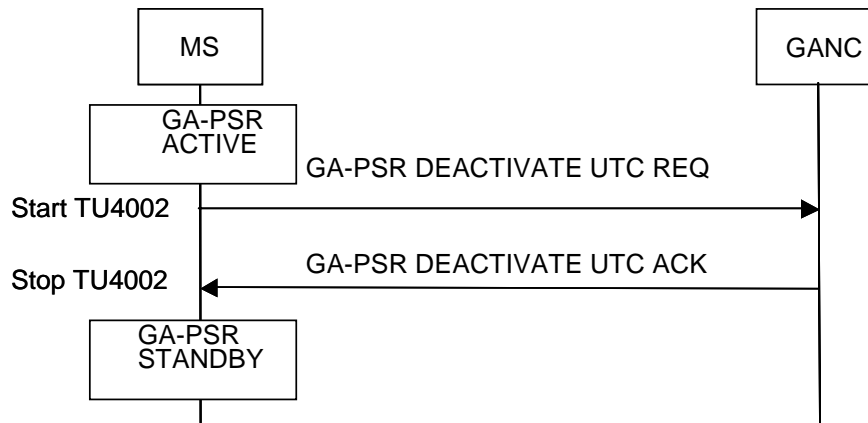 MS
GANC
GA-PSR
ACTIVE
GA-PSR DEACTIVATE UTC REQ
Start TU4002
GA-PSR DEACTIVATE UTC ACK
Stop TU4002
GA-PSR
STANDBY